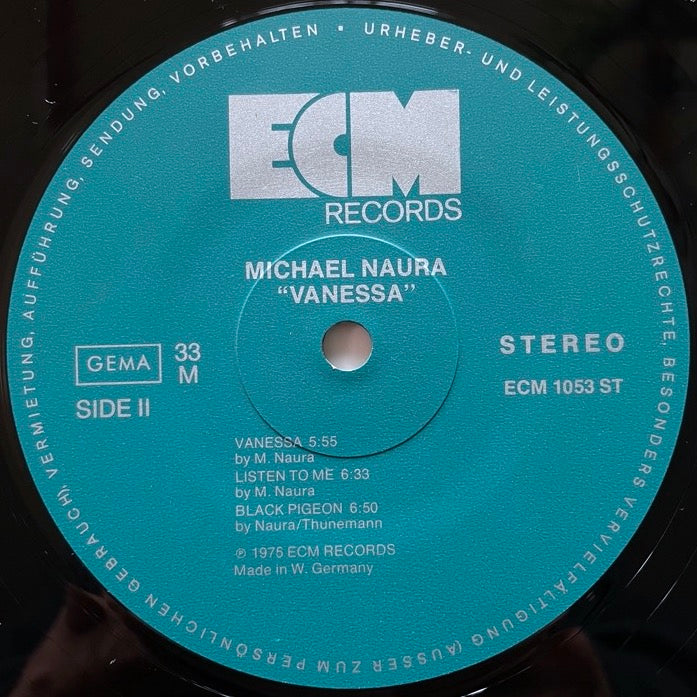 URHEBER- UND LEISTUNGSSCHUTZRECHTE, BESONDERS VERVIELFÄLTIGUNG (AUSSER ZUM PERSÖNLICHEN GEBRAUCH), VERMIETUNG, AUFFÜHRUNG, SENDUNG, VORBEHALTEN •
ECM
RECORDS
MICHAEL NAURA
"VANESSA"
GEMA
33
M
SIDE II
STEREO
ECM 1053 ST
VANESSA 5:55
by M. Naura
LISTEN TO ME 6:33
by M. Naura
BLACK PIGEON 6:50
by Naura/Thunemann
℗ 1975 ECM RECORDS
Made in W. Germany